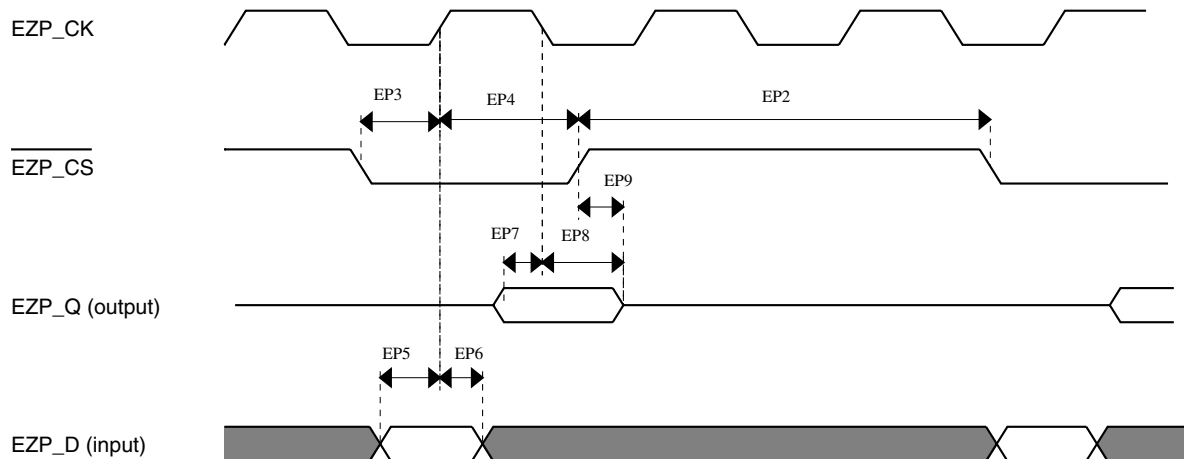 EZP_CK
EP3 EP4 EP2
EZP_CS
EP9
EP7 EP8
EZP_Q (output)
EP5 EP6
EZP_D (input)